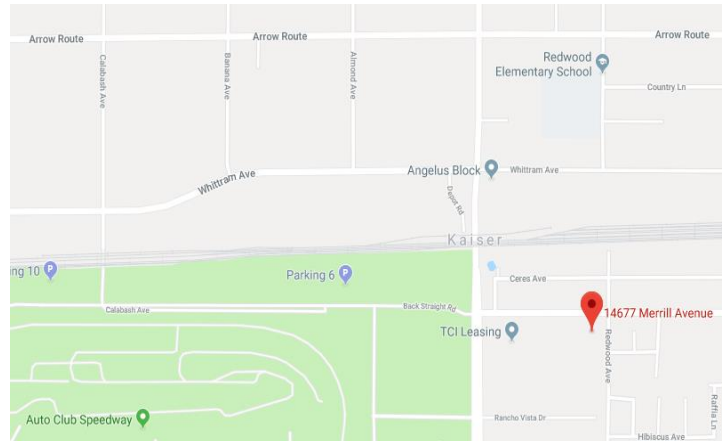 Arrow Route
Arrow Route
Arrow Route
Calabash Ave
Banana Ave
Almond Ave
Redwood
Elementary School
Country Ln
Angelus Block
Whittram Ave
Whittram Ave
Depot Rd
Kaiser
ing 10
P
Parking 6
P
Ceres Ave
Calabash Ave
Back Straight Rd
14677 Merrill Avenue
TCI Leasing
Redwood Ave
Raffia Ln
Auto Club Speedway
Rancho Vista Dr
Hibiscus Ave